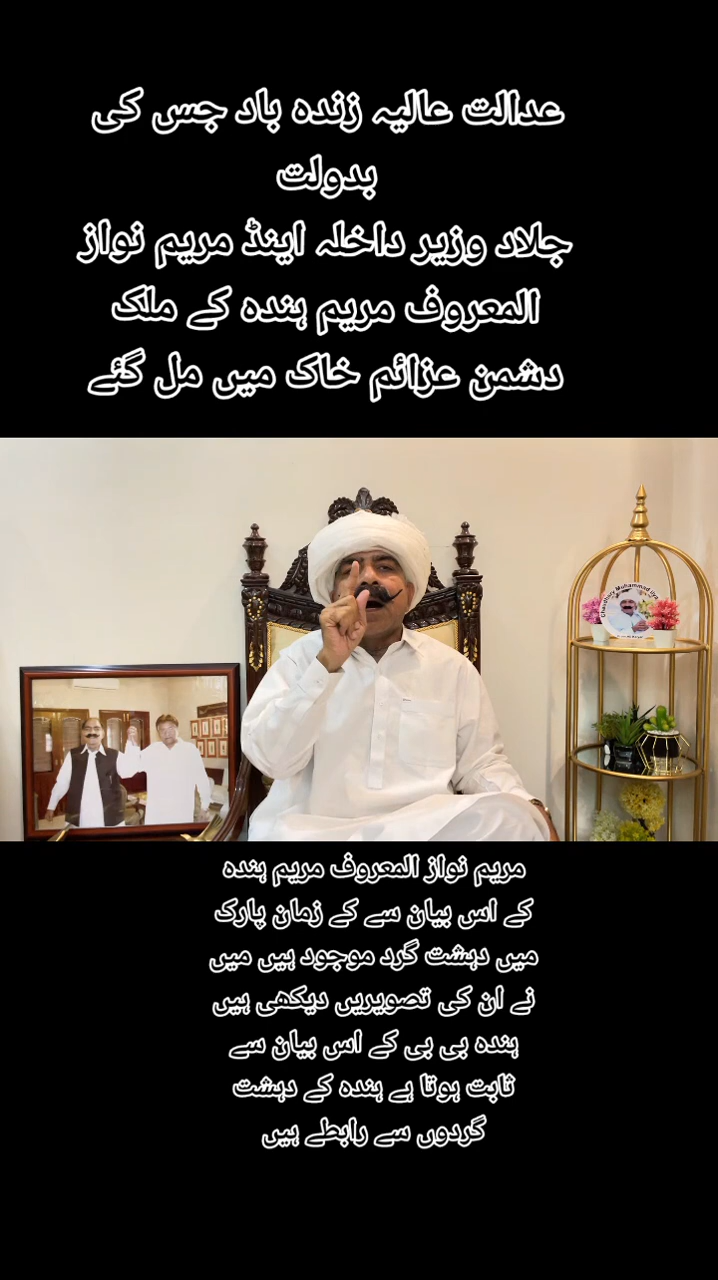 عدالت عالیہ زندہ باد جس کی
بدولت
جلاد وزیر داخلہ اینڈ مریم نواز
المعروف مریم ہندہ کے ملک
دشمن عزائم خاک میں مل گئے
Chaudhary Muhammad Ilyas
مریم نواز المعروف مریم ہندہ
کے اس بیان سے کے زمان پارک
میں دہشت گرد موجود ہیں میں
نے ان کی تصویریں دیکھی ہیں
ہندہ بی بی کے اس بیان سے
ثابت ہوتا ہے ہندہ کے دہشت
گردوں سے رابطے ہیں